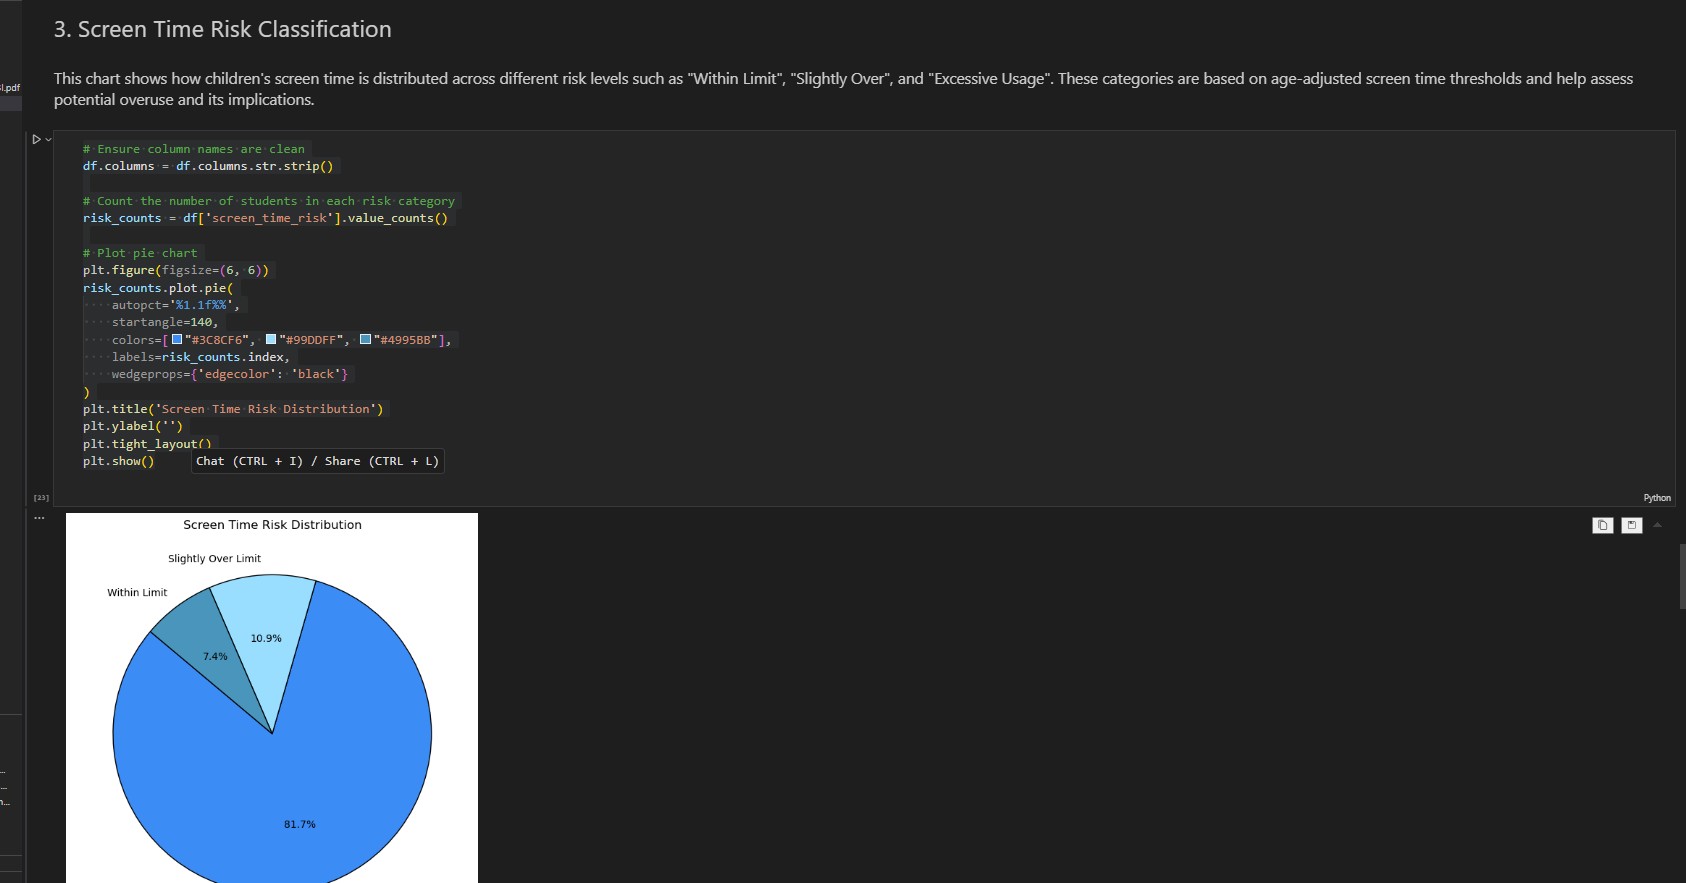 3. Screen Time Risk Classification
This chart shows how children's screen time is distributed across different risk levels such as "Within Limit", "Slightly Over", and "Excessive Usage". These categories are based on age-adjusted screen time thresholds and help assess
potential overuse and its implications.
# Ensure column names are clean
df.columns = df.columns.str.strip()
# Count the number of students in each risk category
risk_counts = df['screen_time_risk'].value_counts()
# Plot pie chart
plt.figure(figsize=(6, 6))
risk_counts.plot.pie(
    autopct='%1.1f%%',
    startangle=140,
    colors=["#3C8CF6", "#99DDFF", "#4995BB"],
    labels=risk_counts.index,
    wedgeprops={'edgecolor': 'black'}
)
plt.title('Screen Time Risk Distribution')
plt.ylabel('')
plt.tight_layout()
plt.show()
Chat (CTRL + I) / Share (CTRL + L)
[23]
Python
Screen Time Risk Distribution
Slightly Over Limit
Within Limit
10.9%
7.4%
81.7%